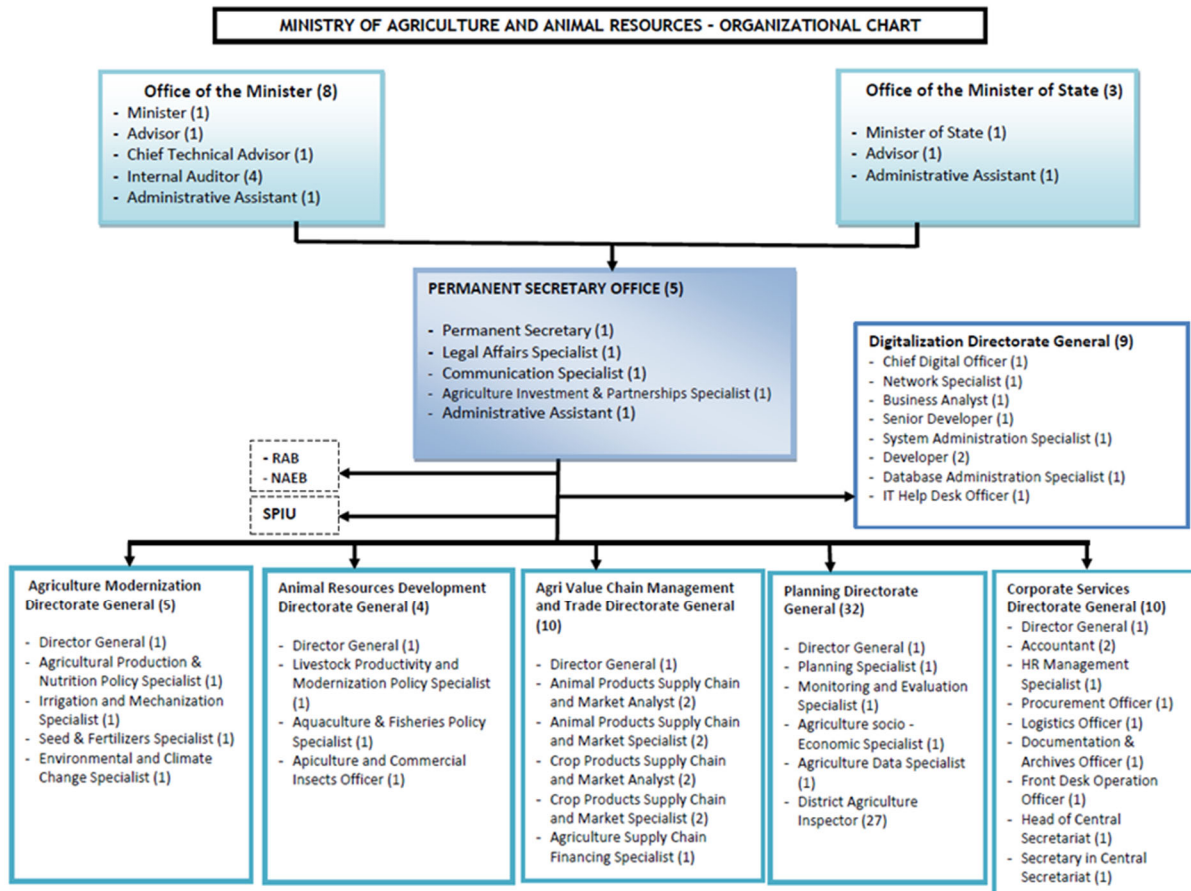 MINISTRY OF AGRICULTURE AND ANIMAL RESOURCES - ORGANIZATIONAL CHART
Office of the Minister (8)
- Minister (1)
- Advisor (1)
- Chief Technical Advisor (1)
- Internal Auditor (4)
- Administrative Assistant (1)
Office of the Minister of State (3)
- Minister of State (1)
- Advisor (1)
- Administrative Assistant (1)
PERMANENT SECRETARY OFFICE (5)
- Permanent Secretary (1)
- Legal Affairs Specialist (1)
- Communication Specialist (1)
- Agriculture Investment & Partnerships Specialist (1)
- Administrative Assistant (1)
Digitalization Directorate General (9)
- Chief Digital Officer (1)
- Network Specialist (1)
- Business Analyst (1)
- Senior Developer (1)
- System Administration Specialist (1)
- Developer (2)
- Database Administration Specialist (1)
- IT Help Desk Officer (1)
- RAB
- NAEB
SPIU
Agriculture Modernization
Directorate General (5)
- Director General (1)
- Agricultural Production &
Nutrition Policy Specialist (1)
- Irrigation and Mechanization
Specialist (1)
- Seed & Fertilizers Specialist (1)
- Environmental and Climate
Change Specialist (1)
Animal Resources Development
Directorate General (4)
- Director General (1)
- Livestock Productivity and
Modernization Policy Specialist
(1)
- Aquaculture & Fisheries Policy
Specialist (1)
- Apiculture and Commercial
Insects Officer (1)
Agri Value Chain Management
and Trade Directorate General
(10)
- Director General (1)
- Animal Products Supply Chain
and Market Analyst (2)
- Animal Products Supply Chain
and Market Specialist (2)
- Crop Products Supply Chain
and Market Analyst (2)
- Crop Products Supply Chain
and Market Specialist (2)
- Agriculture Supply Chain
Financing Specialist (1)
Planning Directorate
General (32)
- Director General (1)
- Planning Specialist (1)
- Monitoring and Evaluation
Specialist (1)
- Agriculture socio -
Economic Specialist (1)
- Agriculture Data Specialist
(1)
- District Agriculture
Inspector (27)
Corporate Services
Directorate General (10)
- Director General (1)
- Accountant (2)
- HR Management
Specialist (1)
- Procurement Officer (1)
- Logistics Officer (1)
- Documentation &
Archives Officer (1)
- Front Desk Operation
Officer (1)
- Head of Central
Secretariat (1)
- Secretary in Central
Secretariat (1)